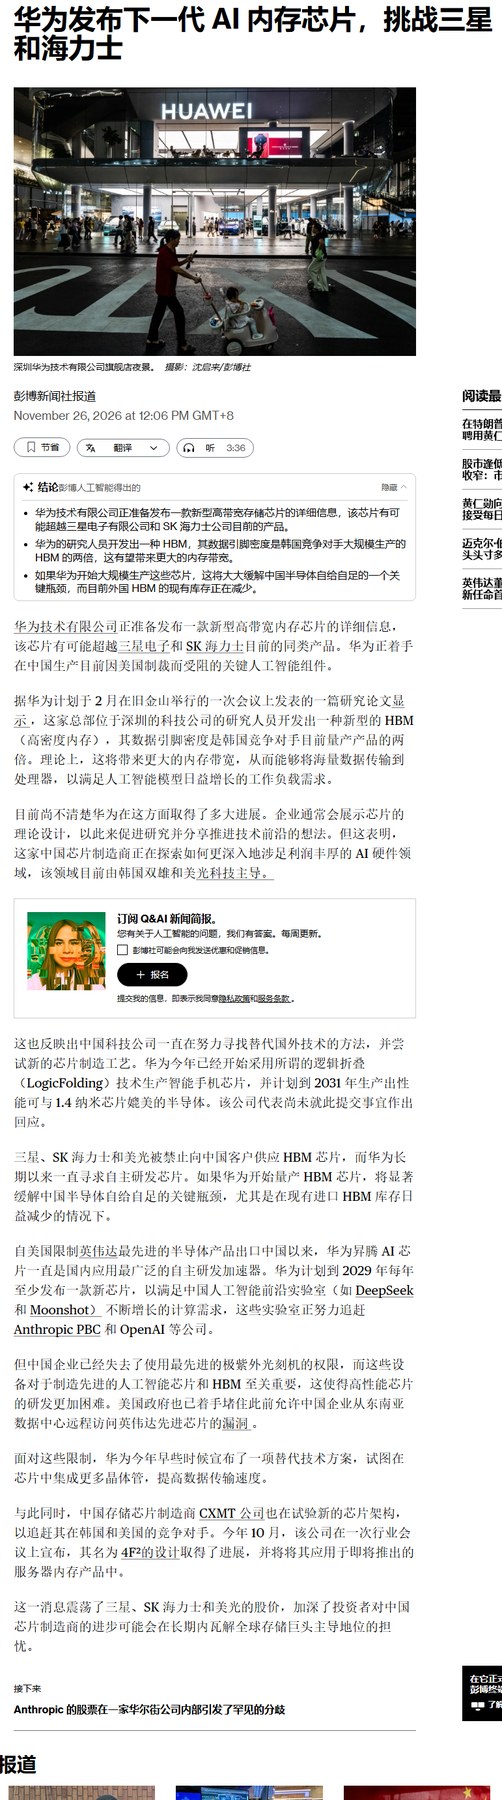 华为发布下一代 AI 内存芯片，挑战三星
和海力士
HUAWEI
深圳华为技术有限公司旗舰店夜景。 摄影：沈启来/彭博社
彭博新闻社报道
November 26, 2026 at 12:06 PM GMT+8
节省
翻译
听 3:36
结论彭博人工智能得出的
隐藏
华为技术有限公司正准备发布一款新型高带宽存储芯片的详细信息，该芯片有可
能超越三星电子有限公司和 SK 海力士公司目前的产品。
华为的研究人员开发出一种 HBM，其数据引脚密度是韩国竞争对手大规模生产的
HBM 的两倍，这有望带来更大的内存带宽。
如果华为开始大规模生产这些芯片，这将大大缓解中国半导体自给自足的一个关
键瓶颈，而目前外国 HBM 的现有库存正在减少。
华为技术有限公司正准备发布一款新型高带宽内存芯片的详细信息，
该芯片有可能超越三星电子和 SK 海力士目前的同类产品。华为正着手
在中国生产目前因美国制裁而受阻的关键人工智能组件。
据华为计划于 2 月在旧金山举行的一次会议上发表的一篇研究论文显
示 ，这家总部位于深圳的科技公司的研究人员开发出一种新型的 HBM
（高密度内存），其数据引脚密度是韩国竞争对手目前量产产品的两
倍。理论上，这将带来更大的内存带宽，从而能够将海量数据传输到
处理器，以满足人工智能模型日益增长的工作负载需求。
目前尚不清楚华为在这方面取得了多大进展。企业通常会展示芯片的
理论设计，以此来促进研究并分享推进技术前沿的想法。但这表明，
这家中国芯片制造商正在探索如何更深入地涉足利润丰厚的 AI 硬件领
域，该领域目前由韩国双雄和美光科技主导。
订阅 Q&AI 新闻简报。
您有关于人工智能的问题，我们有答案。每周更新。
彭博社可能会向我发送优惠和促销信息。
＋ 报名
提交我的信息，即表示我同意隐私政策和服务条款 。
这也反映出中国科技公司一直在努力寻找替代国外技术的方法，并尝
试新的芯片制造工艺。华为今年已经开始采用所谓的逻辑折叠
（LogicFolding）技术生产智能手机芯片，并计划到 2031 年生产出性
能可与 1.4 纳米芯片媲美的半导体。该公司代表尚未就此提交事宜作出
回应。
三星、SK 海力士和美光被禁止向中国客户供应 HBM 芯片，而华为长
期以来一直寻求自主研发芯片。如果华为开始量产 HBM 芯片，将显著
缓解中国半导体自给自足的关键瓶颈，尤其是在现有进口 HBM 库存日
益减少的情况下。
自美国限制英伟达最先进的半导体产品出口中国以来，华为昇腾 AI 芯
片一直是国内应用最广泛的自主研发加速器。华为计划到 2029 年每年
至少发布一款新芯片，以满足中国人工智能前沿实验室（如 DeepSeek
和 Moonshot） 不断增长的计算需求，这些实验室正努力追赶
Anthropic PBC 和 OpenAI 等公司。
但中国企业已经失去了使用最先进的极紫外光刻机的权限，而这些设
备对于制造先进的人工智能芯片和 HBM 至关重要，这使得高性能芯片
的研发更加困难。美国政府也已着手堵住此前允许中国企业从东南亚
数据中心远程访问英伟达先进芯片的漏洞 。
面对这些限制，华为今年早些时候宣布了一项替代技术方案，试图在
芯片中集成更多晶体管，提高数据传输速度。
与此同时，中国存储芯片制造商 CXMT 公司也在试验新的芯片架构，
以追赶其在韩国和美国的竞争对手。今年 10 月，该公司在一次行业会
议上宣布，其名为 4F²的设计取得了进展，并将将其应用于即将推出的
服务器内存产品中。
这一消息震荡了三星、SK 海力士和美光的股价，加深了投资者对中国
芯片制造商的进步可能会在长期内瓦解全球存储巨头主导地位的担
忧。
接下来
Anthropic 的股票在一家华尔街公司内部引发了罕见的分歧
报道
阅读最
在特朗普
聘用黄仁
股市逢低
收窄：市
黄仁勋向
接受每日
迈克尔·伯
头头寸多
英伟达董
新任命首
在它正式
彭博终端
了解